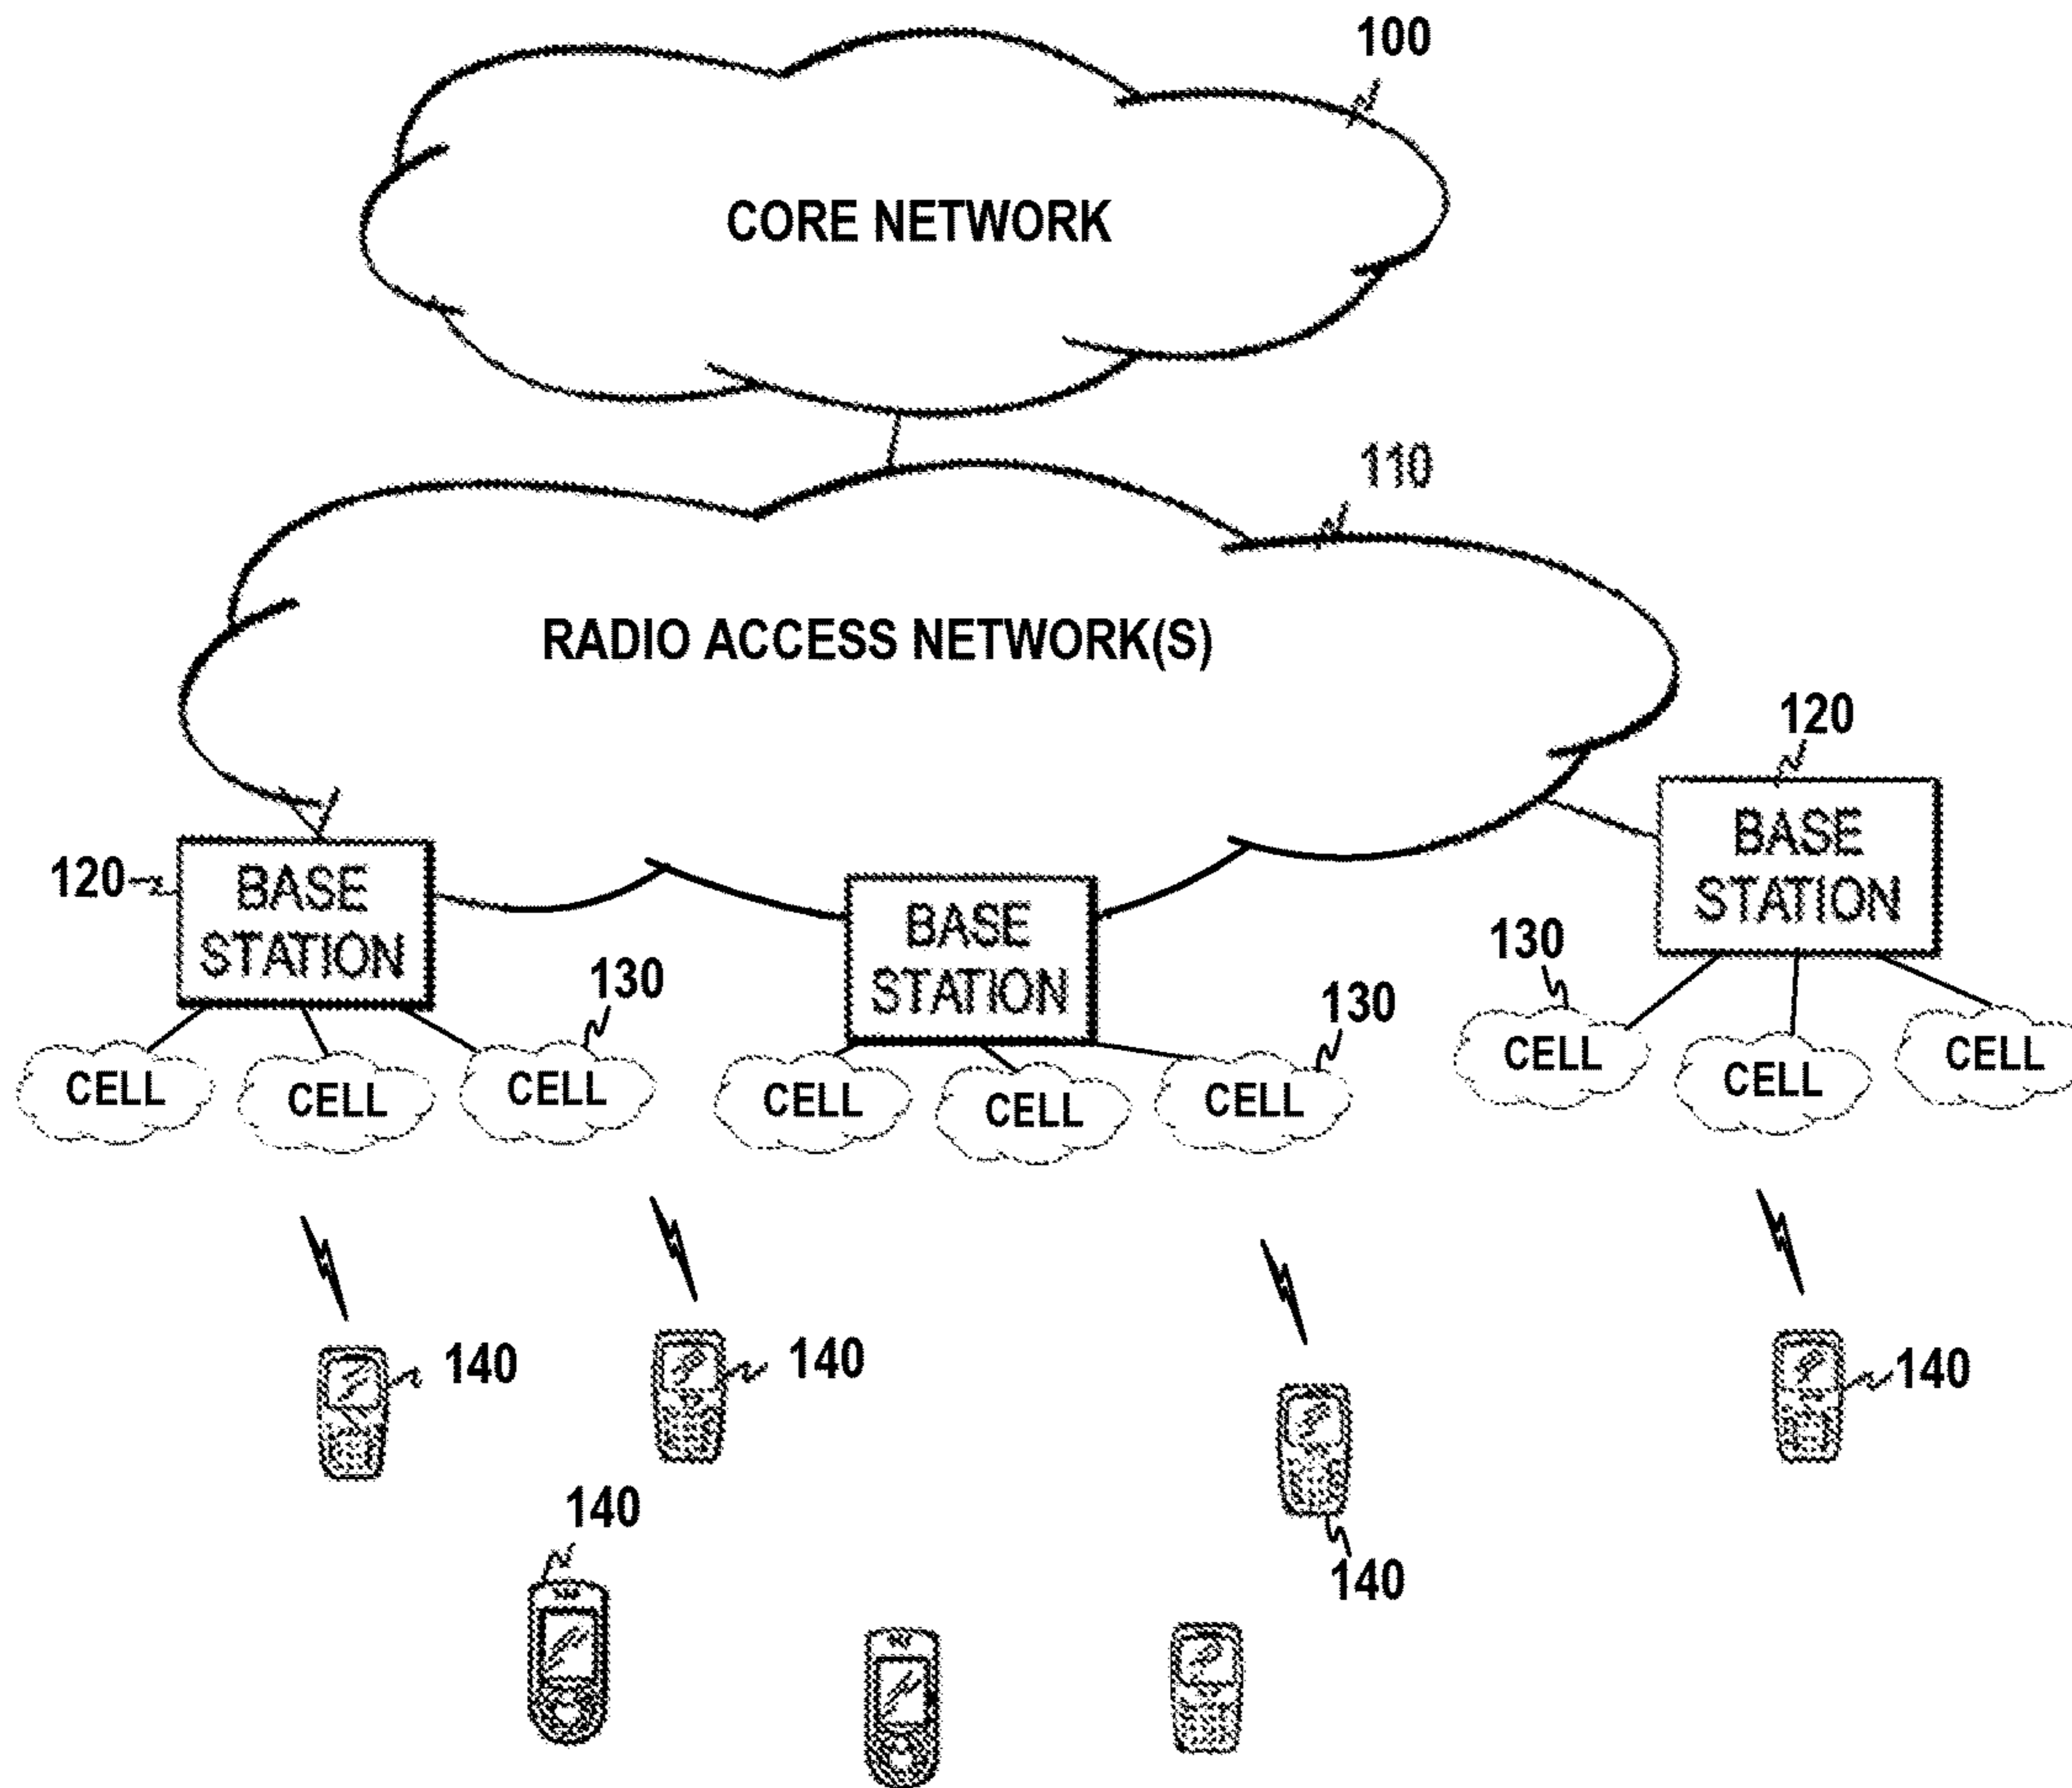 100
CORE NETWORK
110
RADIO ACCESS NETWORK(S)
120
BASE
STATION
120
BASE
STATION
BASE
STATION
130
130
130
CELL
CELL
CELL
CELL
CELL
CELL
CELL
CELL
CELL
140
140
140
140
140